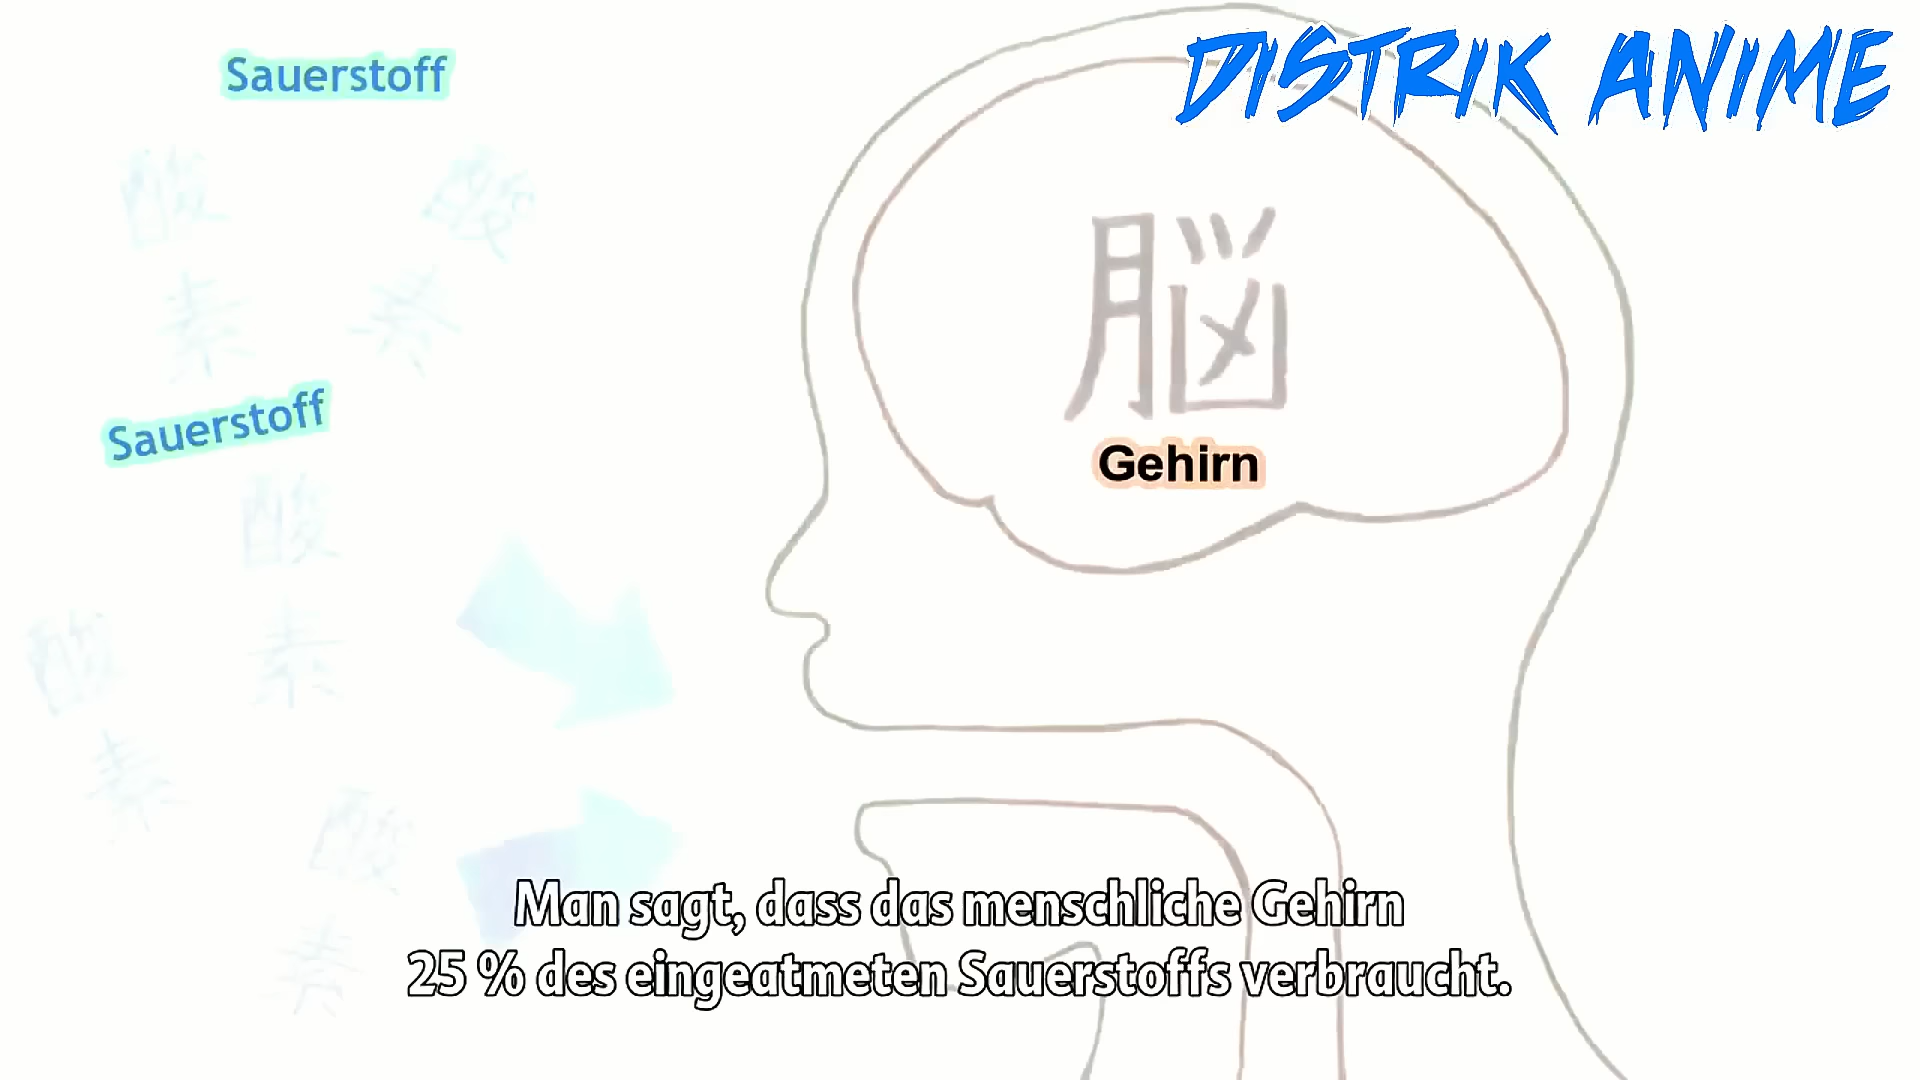 DISTRIK ANIME
Sauerstoff
酸素
酸素
脳
Sauerstoff
Gehirn
酸素
酸素
酸素
Man sagt, dass das menschliche Gehirn
25 % des eingeatmeten Sauerstoffs verbraucht.